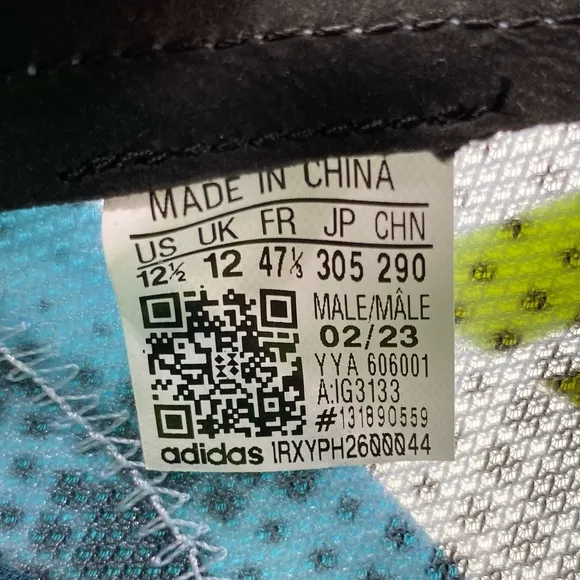 MADE IN CHINA
US UK FR JP CHN
12½ 12 47⅓ 305 290
MALE/MÂLE
02/23
YYA 606001
A:IG3133
#131890559
adidas IRXYPH2600044